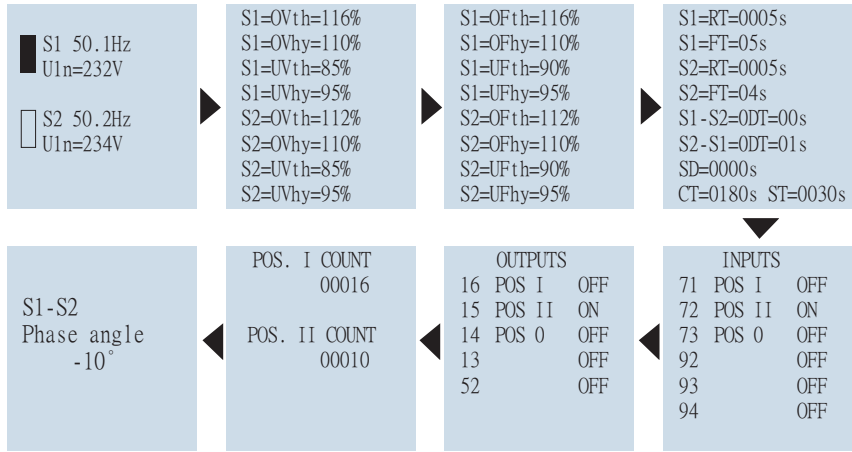 S1 50.1Hz
U1n=232V
S2 50.2Hz
U1n=234V
S1=OVth=116%
S1=OVhy=110%
S1=UVth=85%
S1=UVhy=95%
S2=OVth=112%
S2=OVhy=110%
S2=UVth=85%
S2=UVhy=95%
S1=OFth=116%
S1=OFhy=110%
S1=UFth=90%
S1=UFhy=95%
S2=OFth=112%
S2=OFhy=110%
S2=UFth=90%
S2=UFhy=95%
S1=RT=0005s
S1=FT=05s
S2=RT=0005s
S2=FT=04s
S1-S2=0DT=00s
S2-S1=0DT=01s
SD=0000s
CT=0180s ST=0030s
INPUTS
71 POS I OFF
72 POS II ON
73 POS 0 OFF
92 OFF
93 OFF
94 OFF
OUTPUTS
16 POS I OFF
15 POS II ON
14 POS 0 OFF
13 OFF
52 OFF
POS. I COUNT
00016
POS. II COUNT
00010
S1-S2
Phase angle
-10°